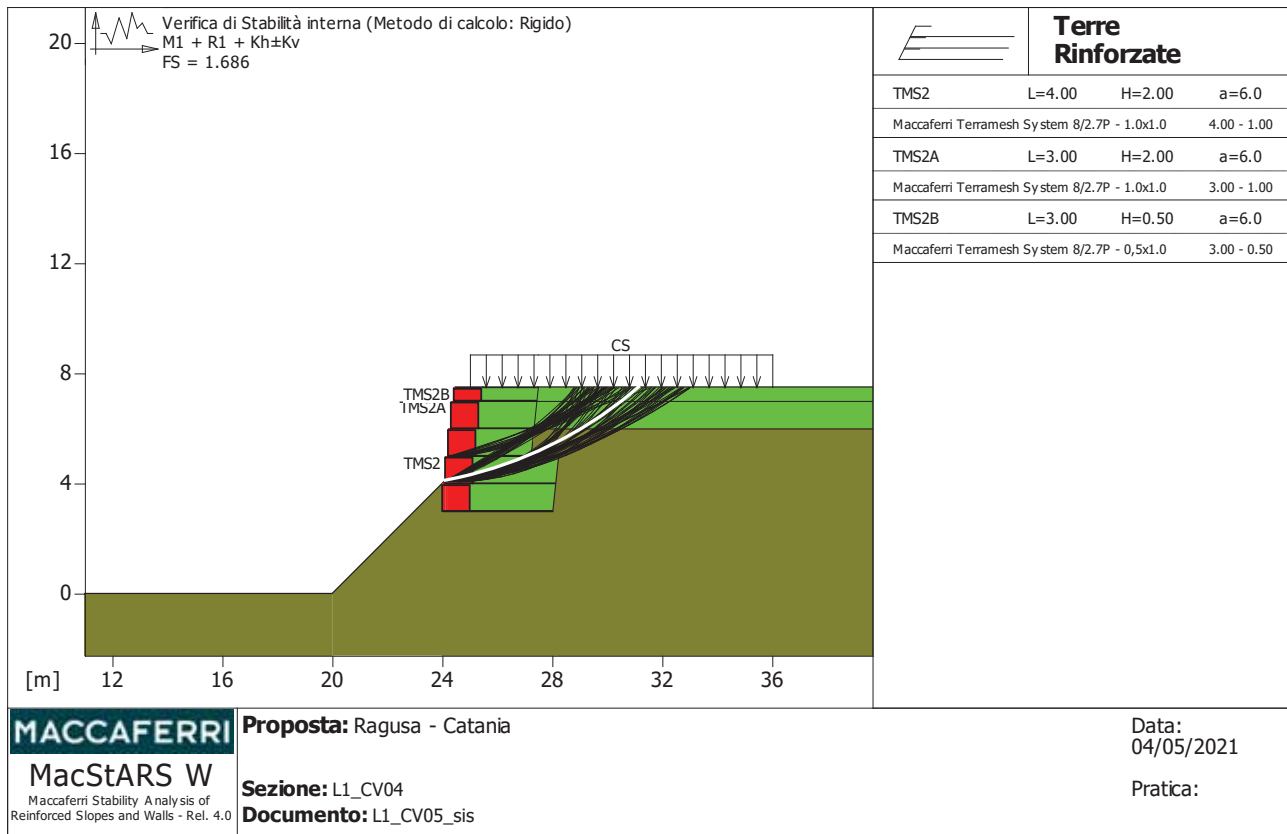 Verifica di Stabilità interna (Metodo di calcolo: Rigido)
M1 + R1 + Kh±Kv
FS = 1.686
20
16
12
8
4
0
[m]
12
16
20
24
28
32
36
CS
TMS2B
TMS2A
TMS2
Terre
Rinforzate
TMS2 L=4.00 H=2.00 a=6.0
Maccaferri Terramesh System 8/2.7P - 1.0x1.0 4.00 - 1.00
TMS2A L=3.00 H=2.00 a=6.0
Maccaferri Terramesh System 8/2.7P - 1.0x1.0 3.00 - 1.00
TMS2B L=3.00 H=0.50 a=6.0
Maccaferri Terramesh System 8/2.7P - 0,5x1.0 3.00 - 0.50
MACCAFERRI
MacStARS W
Maccaferri Stability Analysis of
Reinforced Slopes and Walls - Rel. 4.0
Proposta: Ragusa - Catania
Sezione: L1_CV04
Documento: L1_CV05_sis
Data:
04/05/2021
Pratica: